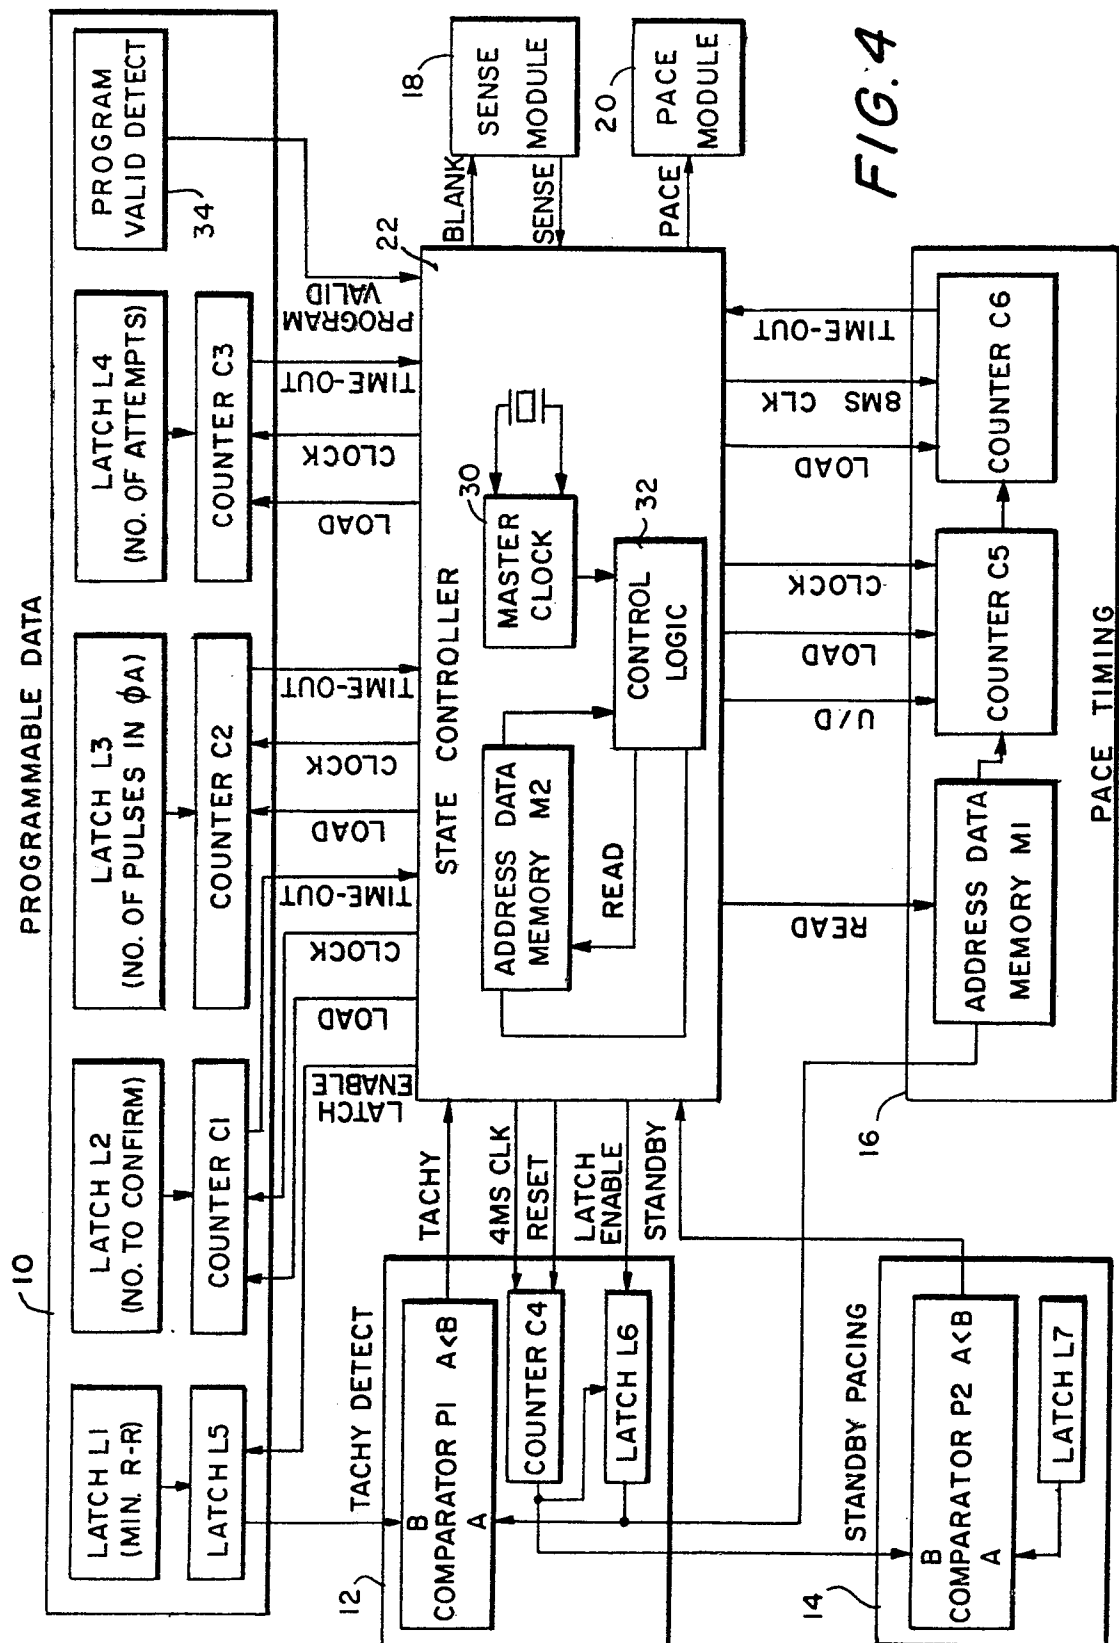 PROGRAMMABLE DATA
10
LATCH L1
(MIN. R-R)
LATCH L5
LATCH L2
(NO. TO CONFIRM)
COUNTER C1
LATCH L3
(NO. OF PULSES IN ϕA)
COUNTER C2
LATCH L4
(NO. OF ATTEMPTS)
COUNTER C3
PROGRAM
VALID DETECT
34
LATCH
ENABLE
LOAD
CLOCK
TIME-OUT
LOAD
CLOCK
TIME-OUT
LOAD
CLOCK
TIME-OUT
PROGRAM
VALID
TACHY DETECT
12
B
A
COMPARATOR P1 A<B
COUNTER C4
LATCH L6
TACHY
4MS CLK
RESET
LATCH
ENABLE
STANDBY
STATE CONTROLLER
22
ADDRESS DATA
MEMORY M2
READ
30
MASTER
CLOCK
32
CONTROL
LOGIC
BLANK
SENSE
PACE
18
SENSE
MODULE
20
PACE
MODULE
STANDBY PACING
14
B
A
COMPARATOR P2 A<B
LATCH L7
READ
U/D
LOAD
CLOCK
LOAD
8MS CLK
TIME-OUT
16
ADDRESS DATA
MEMORY M1
COUNTER C5
COUNTER C6
PACE TIMING
FIG. 4